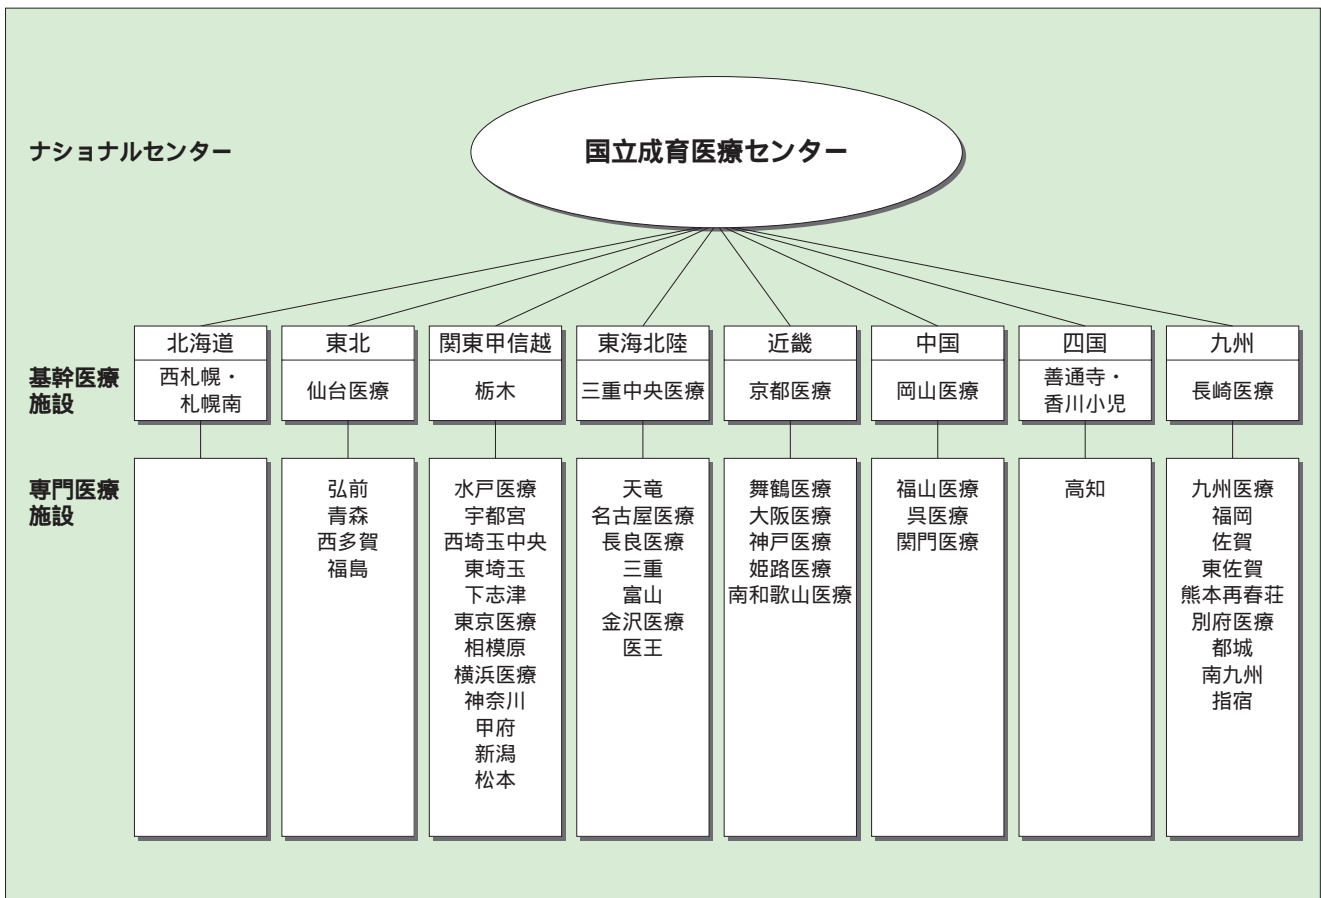 ナショナルセンター
国立成育医療センター
基幹医療
施設
北海道
西札幌・
札幌南
東北
仙台医療
関東甲信越
栃木
東海北陸
三重中央医療
近畿
京都医療
中国
岡山医療
四国
善通寺・
香川小児
九州
長崎医療
専門医療
施設
弘前
青森
西多賀
福島
水戸医療
宇都宮
西埼玉中央
東埼玉
下志津
東京医療
相模原
横浜医療
神奈川
甲府
新潟
松本
天竜
名古屋医療
長良医療
三重
富山
金沢医療
医王
舞鶴医療
大阪医療
神戸医療
姫路医療
南和歌山医療
福山医療
呉医療
関門医療
高知
九州医療
福岡
佐賀
東佐賀
熊本再春荘
別府医療
都城
南九州
指宿